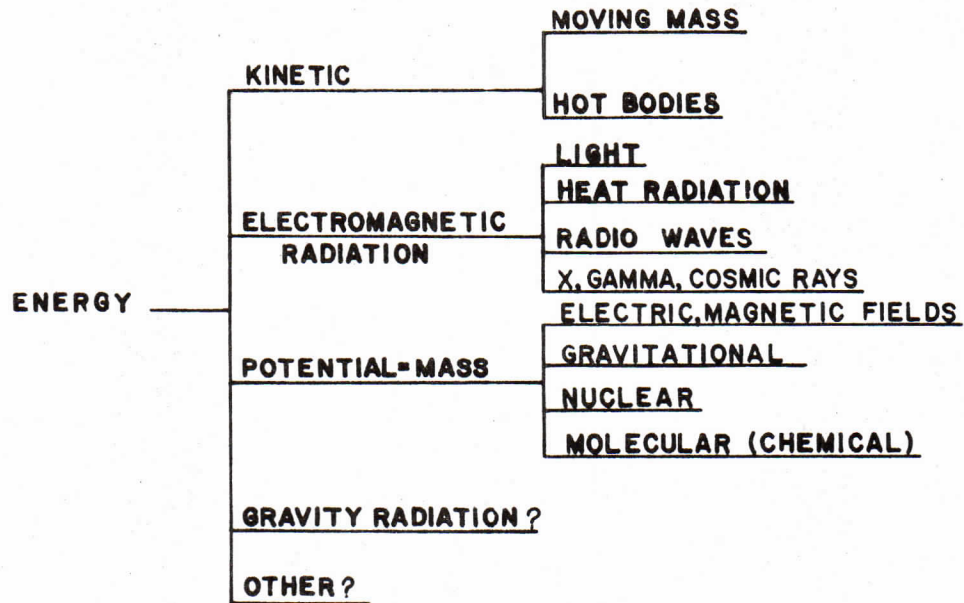 MOVING MASS
KINETIC
HOT BODIES
LIGHT
HEAT RADIATION
ELECTROMAGNETIC
RADIATION
RADIO WAVES
X, GAMMA, COSMIC RAYS
ENERGY
ELECTRIC, MAGNETIC FIELDS
GRAVITATIONAL
POTENTIAL=MASS
NUCLEAR
MOLECULAR (CHEMICAL)
GRAVITY RADIATION?
OTHER?